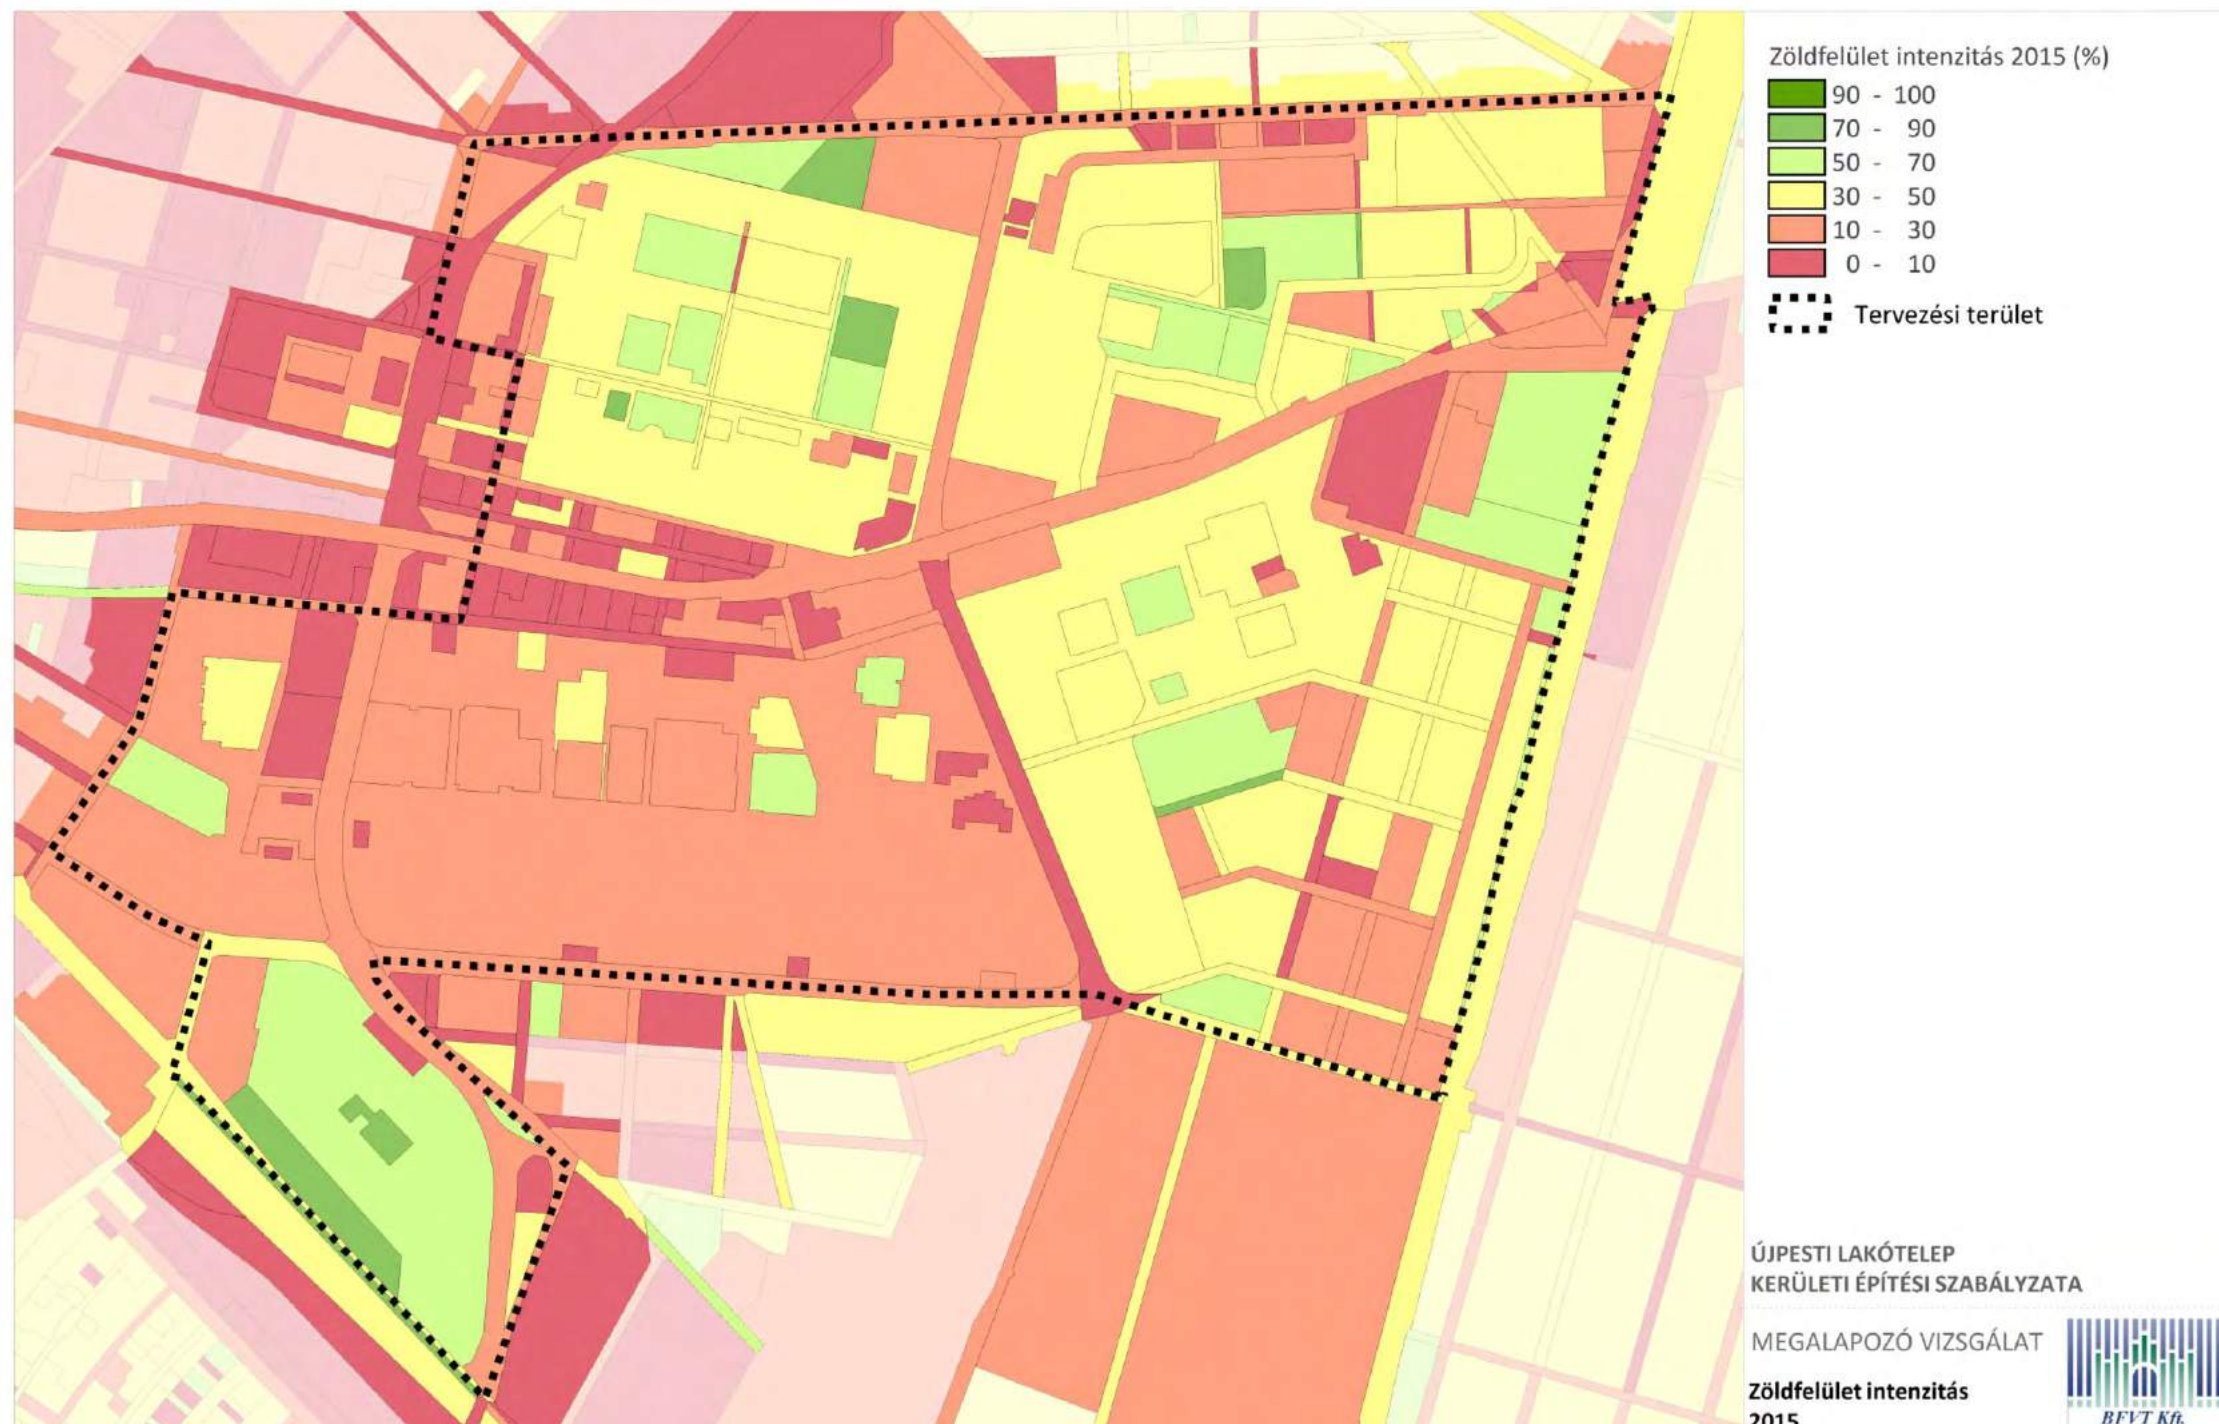 Zöldfelület intenzitás 2015 (%)
90 - 100
70 - 90
50 - 70
30 - 50
10 - 30
0 - 10
Tervezési terület
ÚJPESTI LAKÓTELEP
KERÜLETI ÉPÍTÉSI SZABÁLYZATA
MEGALAPOZÓ VIZSGÁLAT
Zöldfelület intenzitás
2015
BFVT Kft.